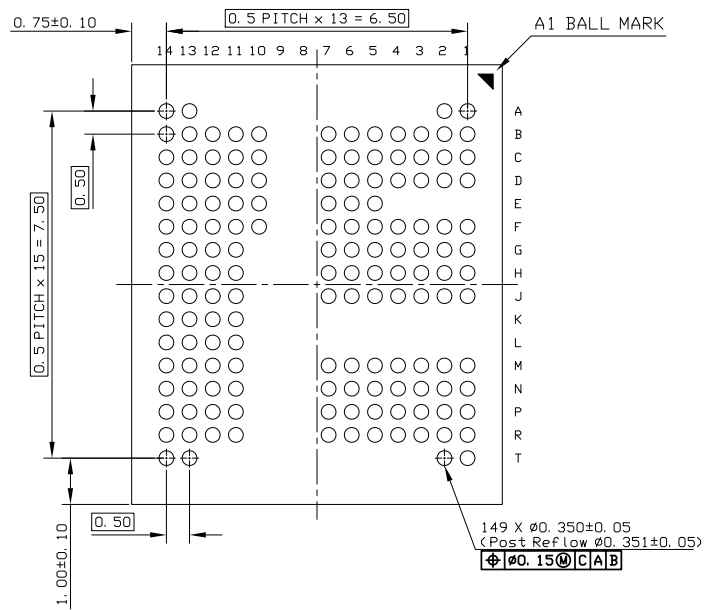 0.75±0.10
0.5 PITCH x 13 = 6.50
A1 BALL MARK
14 13 12 11 10 9 8 7 6 5 4 3 2 1
A
B
C
D
E
F
G
H
J
K
L
M
N
P
R
T
0.50
0.5 PITCH x 15 = 7.50
1.00±0.10
0.50
149 X Ø0.350±0.05
(Post Reflow Ø0.351±0.05)
⌖ Ø0.15Ⓜ C A B